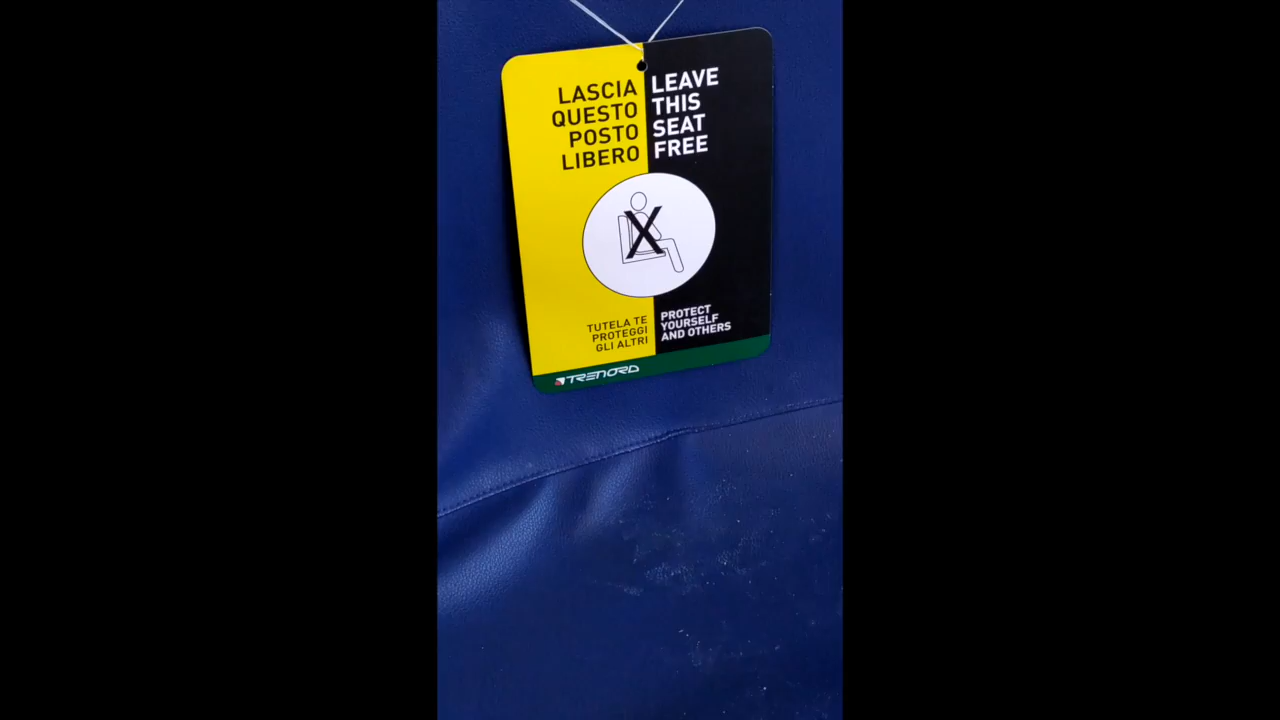 LASCIA
QUESTO
POSTO
LIBERO
LEAVE
THIS
SEAT
FREE
X
TUTELA TE
PROTEGGI
GLI ALTRI
PROTECT
YOURSELF
AND OTHERS
TRENORD